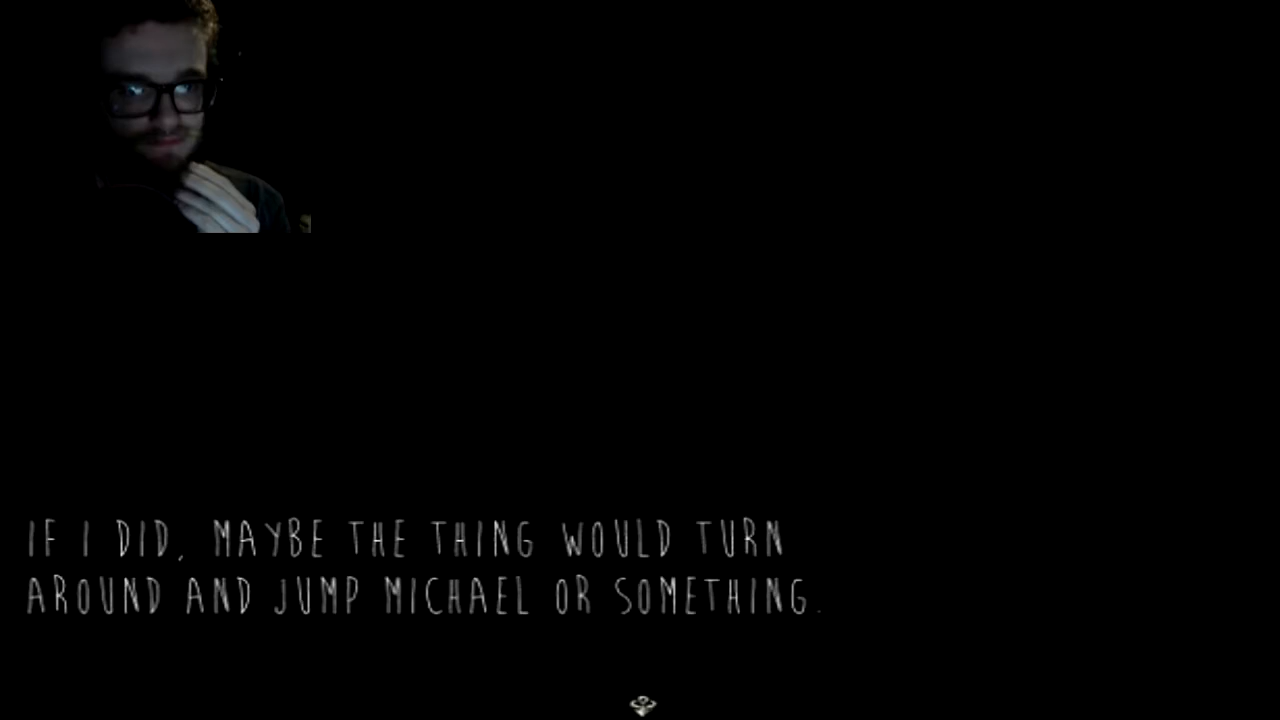 IF I DID, MAYBE THE THING WOULD TURN
AROUND AND JUMP MICHAEL OR SOMETHING.